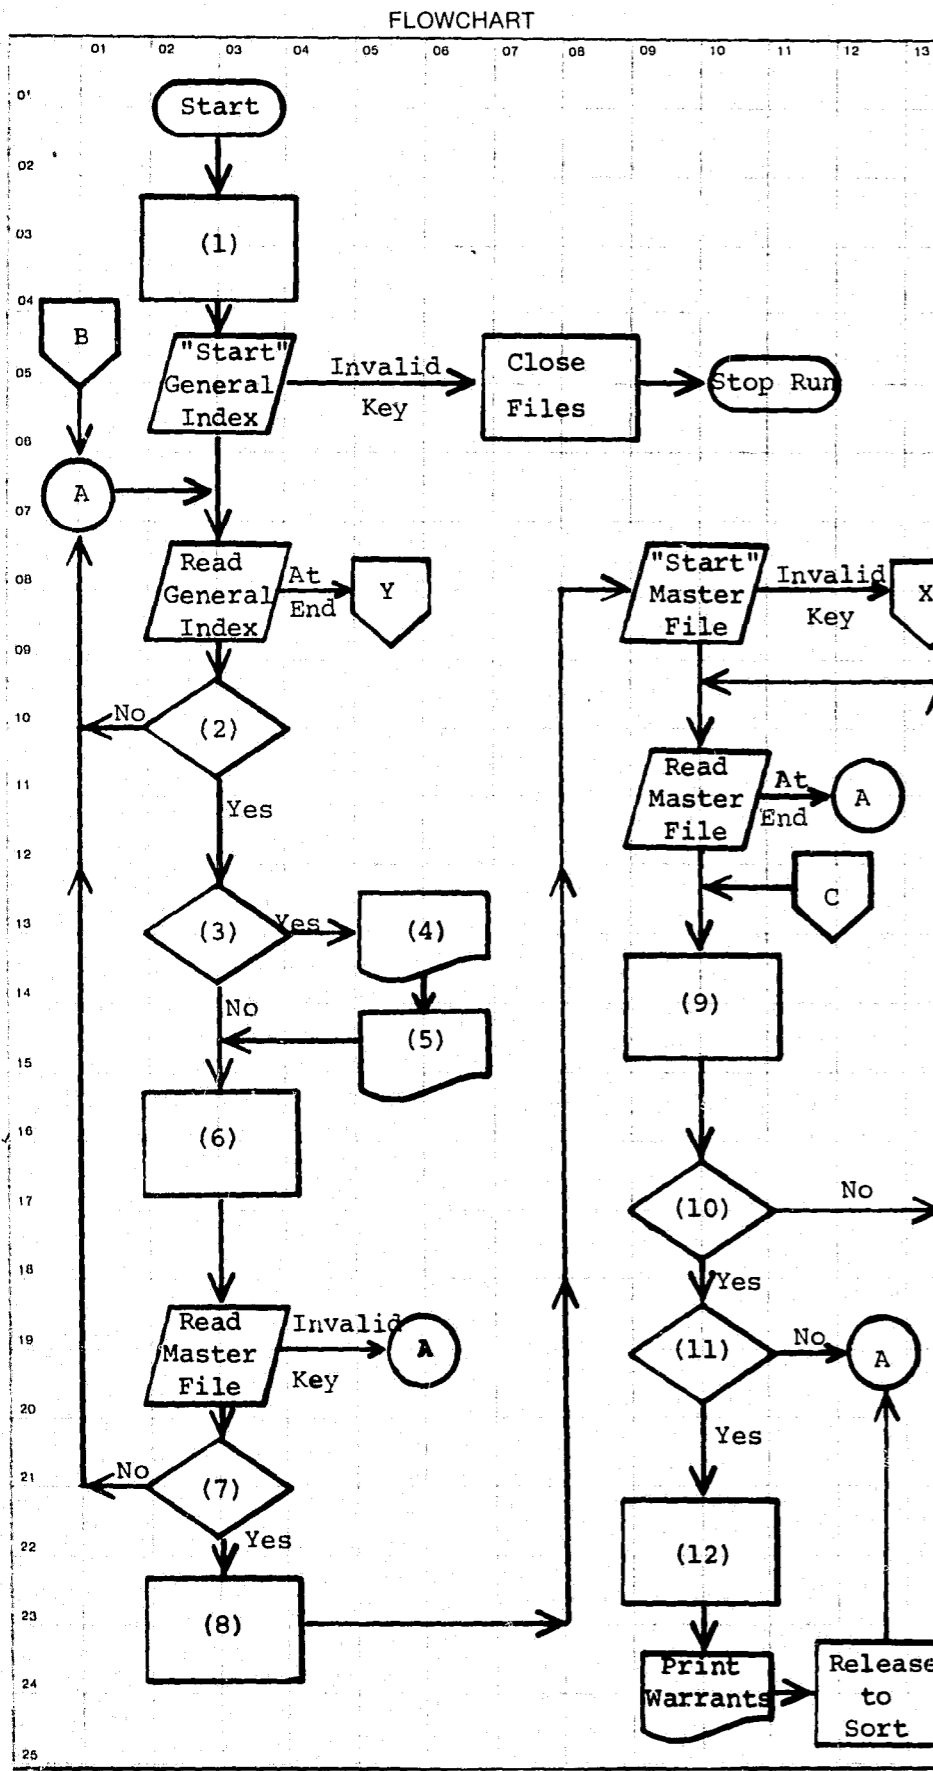 FLOWCHART
01 02 03 04 05 06 07 08 09 10 11 12 13
01
Start
02
03
(1)
04
B
"Start"
General
Index
Invalid
Key
Close
Files
Stop Run
05
06
A
07
Read
General
Index
At
End
Y
"Start"
Master
File
Invalid
Key
X
08
09
No
(2)
10
Yes
Read
Master
File
At
End
A
11
12
C
(3)
Yes
(4)
13
No
14
(5)
(9)
15
(6)
16
17
(10)
No
Yes
18
Read
Master
File
Invalid
Key
A
19
(11)
No
A
20
Yes
No
(7)
21
Yes
22
(12)
(8)
23
Print
Warrants
Release
to
Sort
24
25